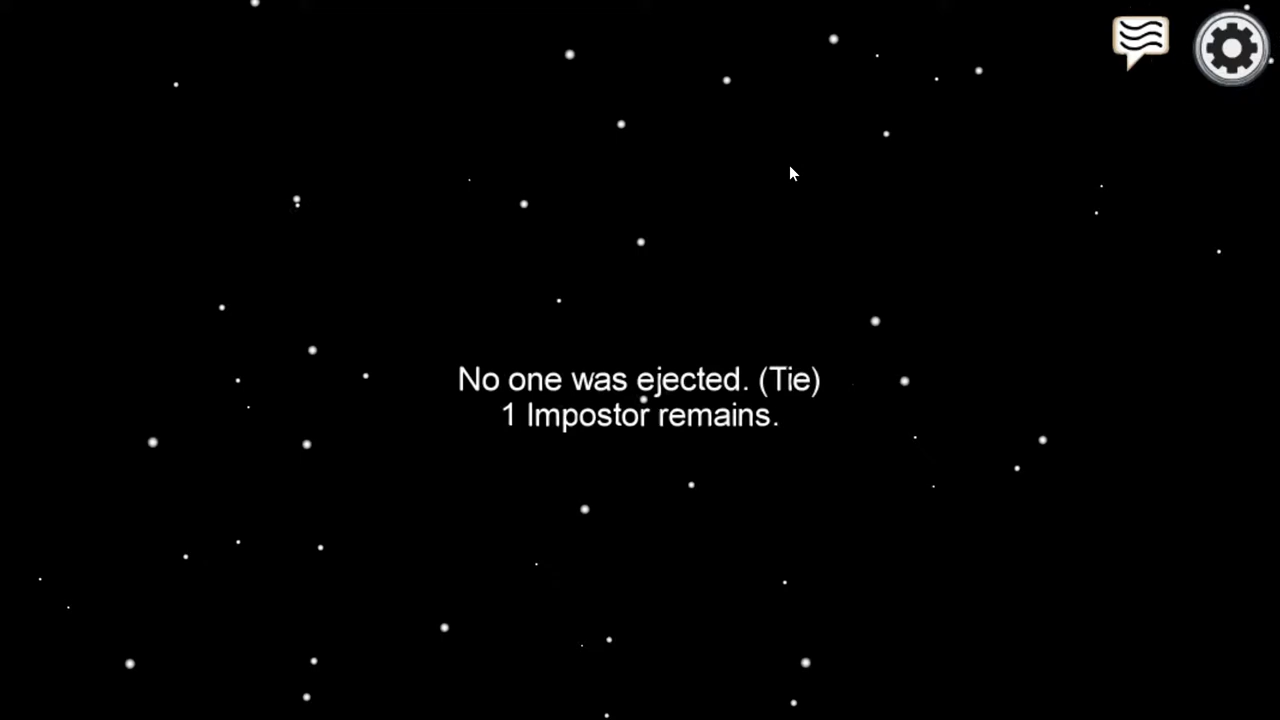 No one was ejected. (Tie)
1 Impostor remains.